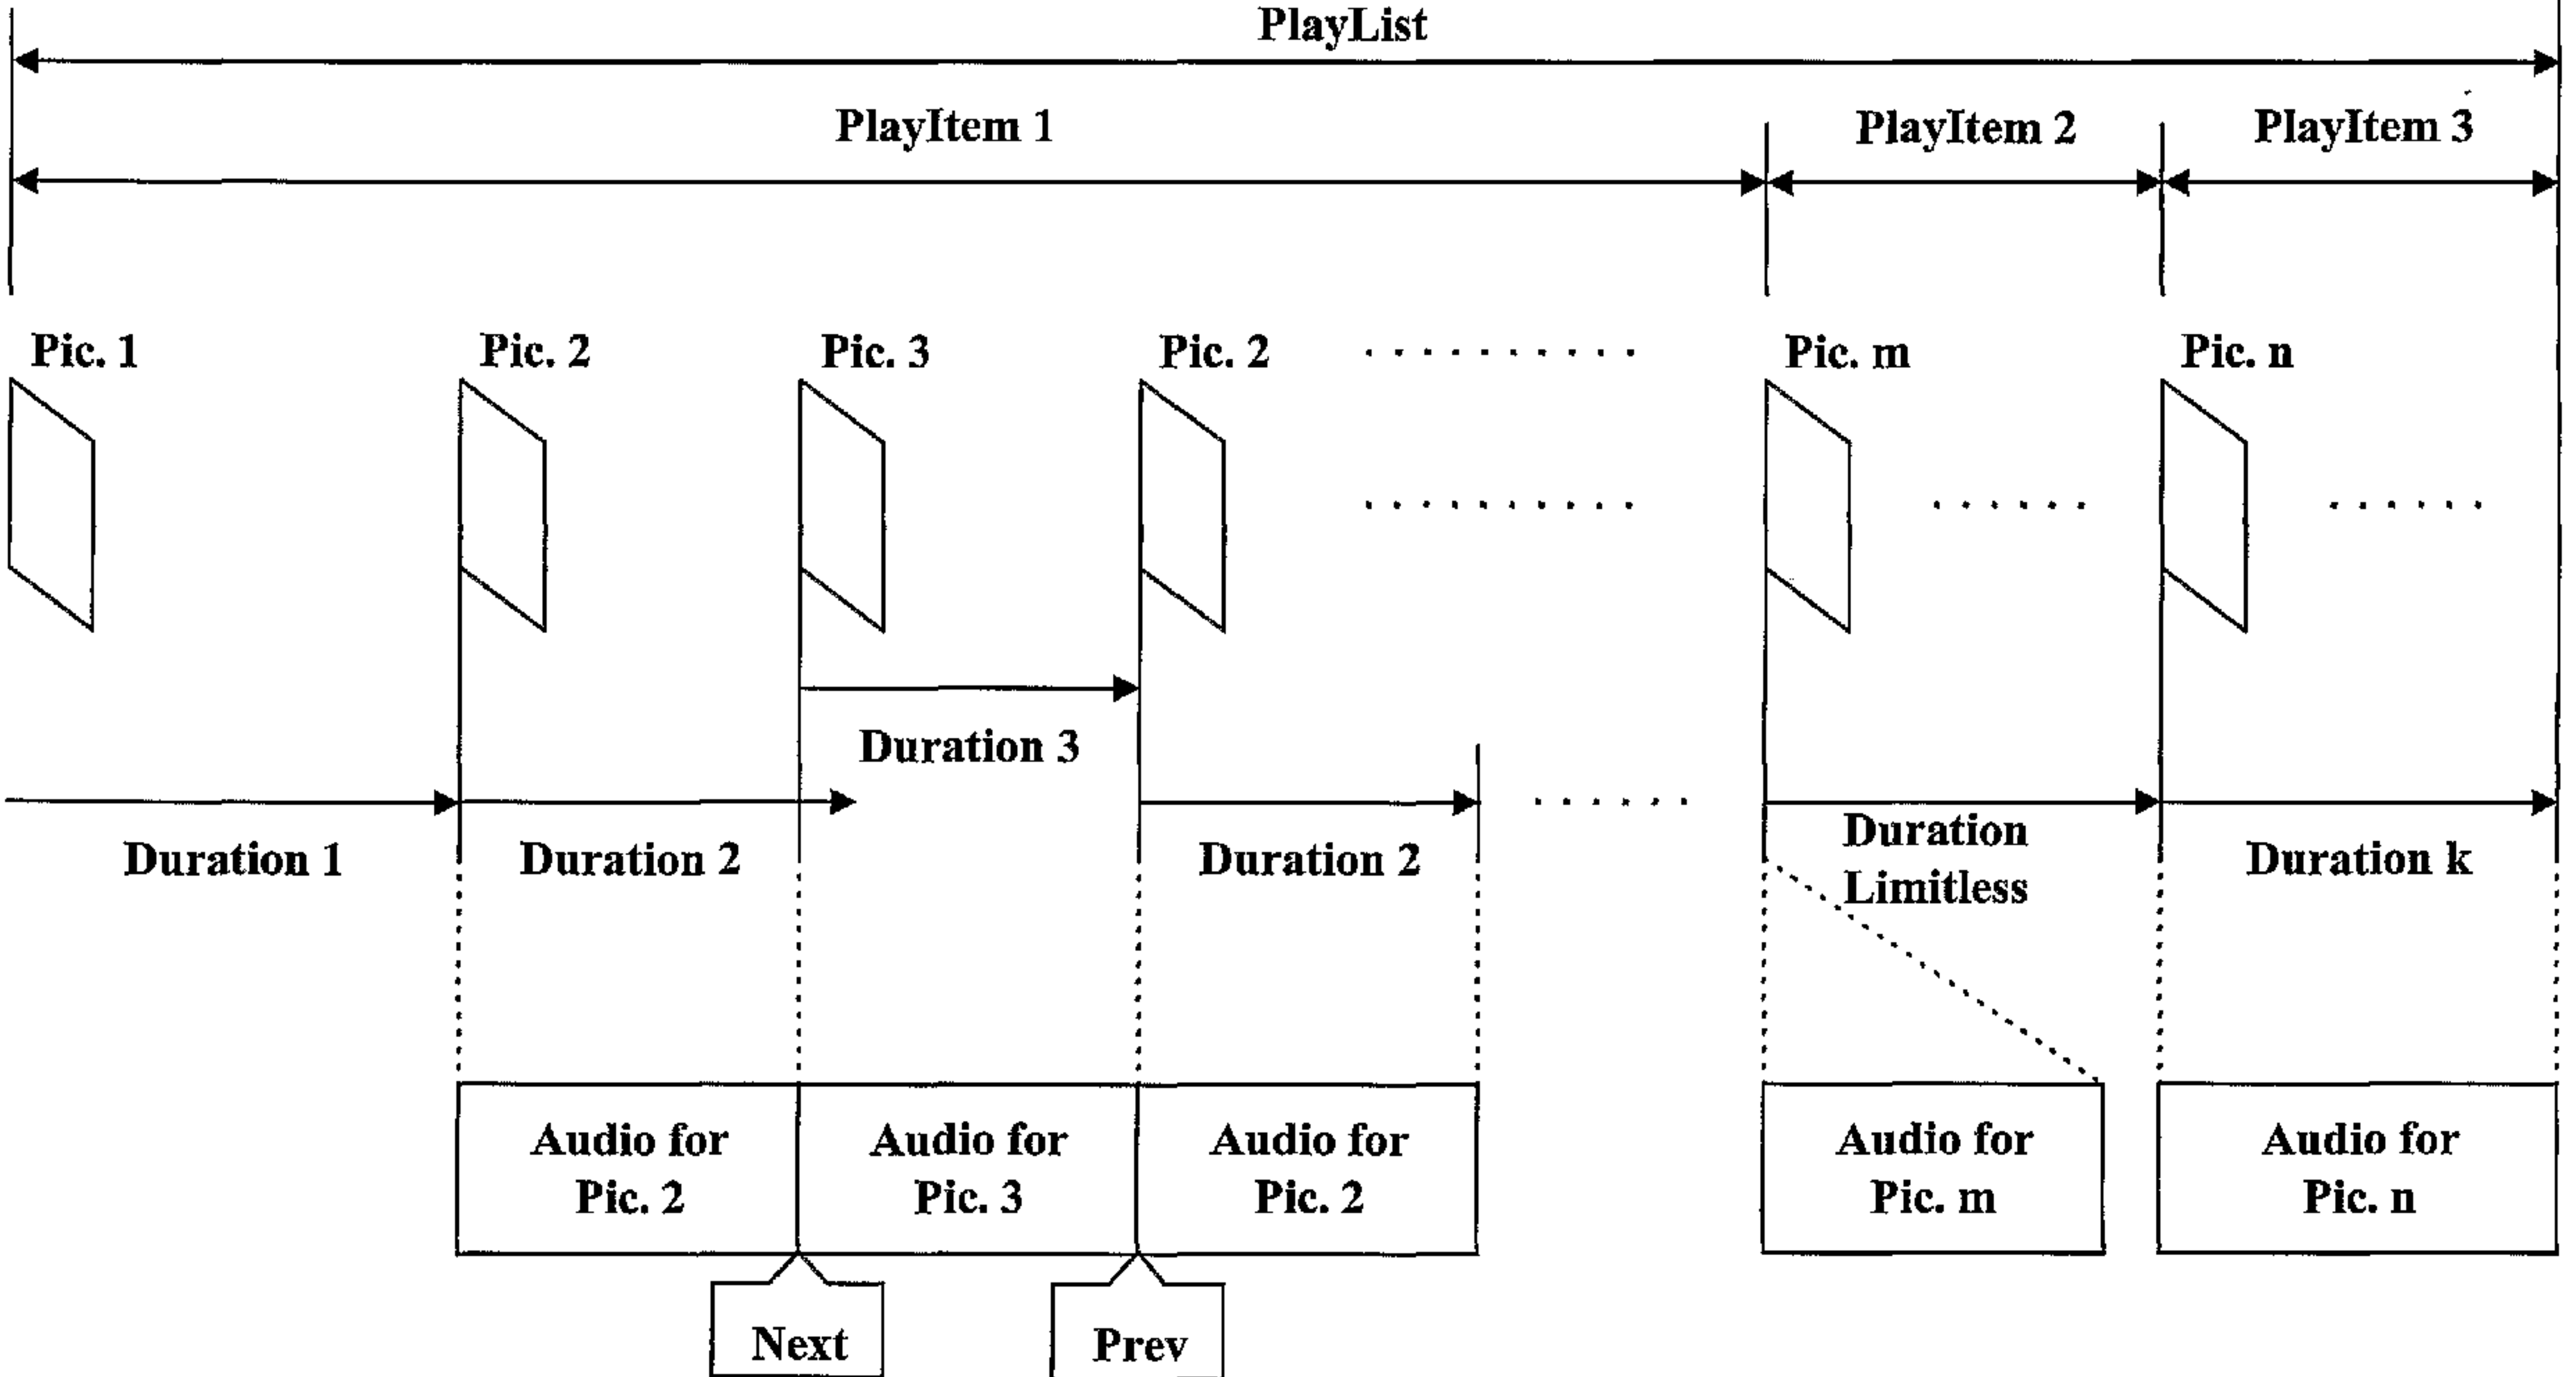 PlayList
PlayItem 1
PlayItem 2
PlayItem 3
Pic. 1
Pic. 2
Pic. 3
Pic. 2
Pic. m
Pic. n
Duration 3
Duration 1
Duration 2
Duration 2
Duration
Limitless
Duration k
Audio for
Pic. 2
Audio for
Pic. 3
Audio for
Pic. 2
Audio for
Pic. m
Audio for
Pic. n
Next
Prev